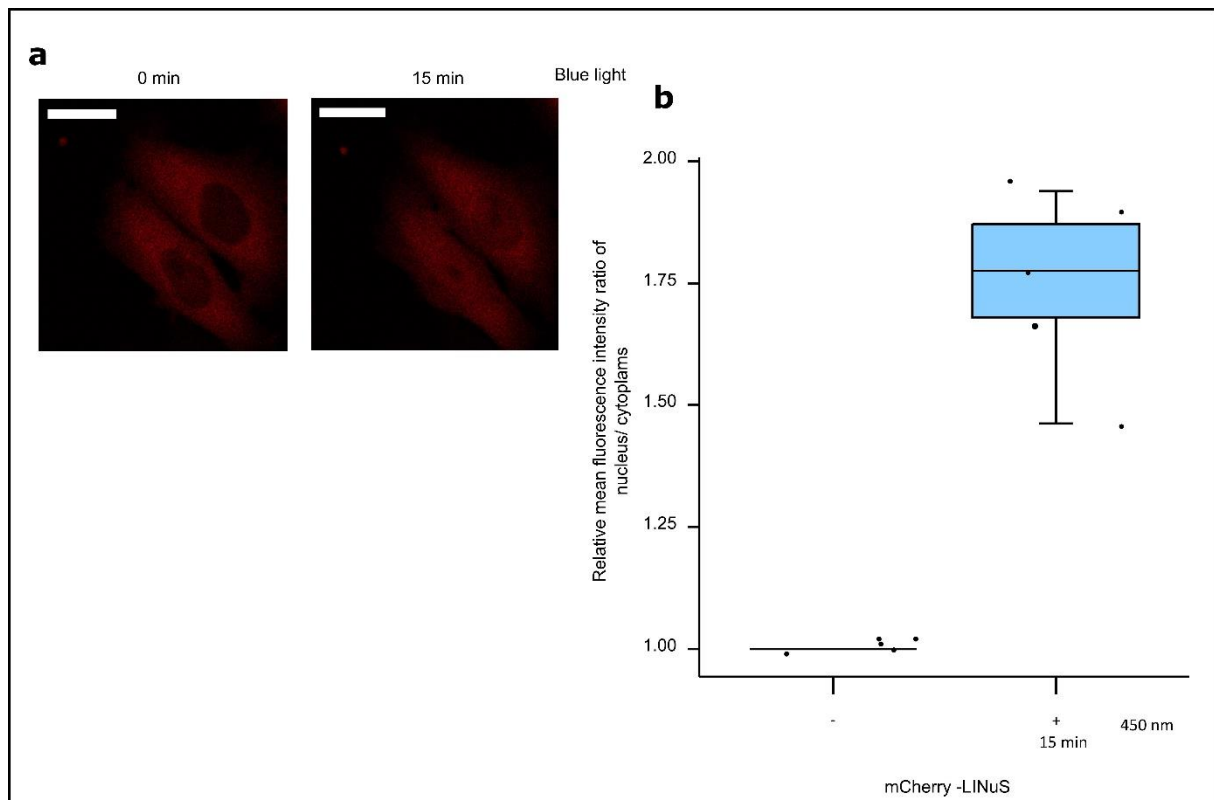 a
0 min
15 min
Blue light
b
Relative mean fluorescence intensity ratio of
nucleus/ cytoplams
2.00
1.75
1.50
1.25
1.00
-
+
15 min
450 nm
mCherry -LINuS